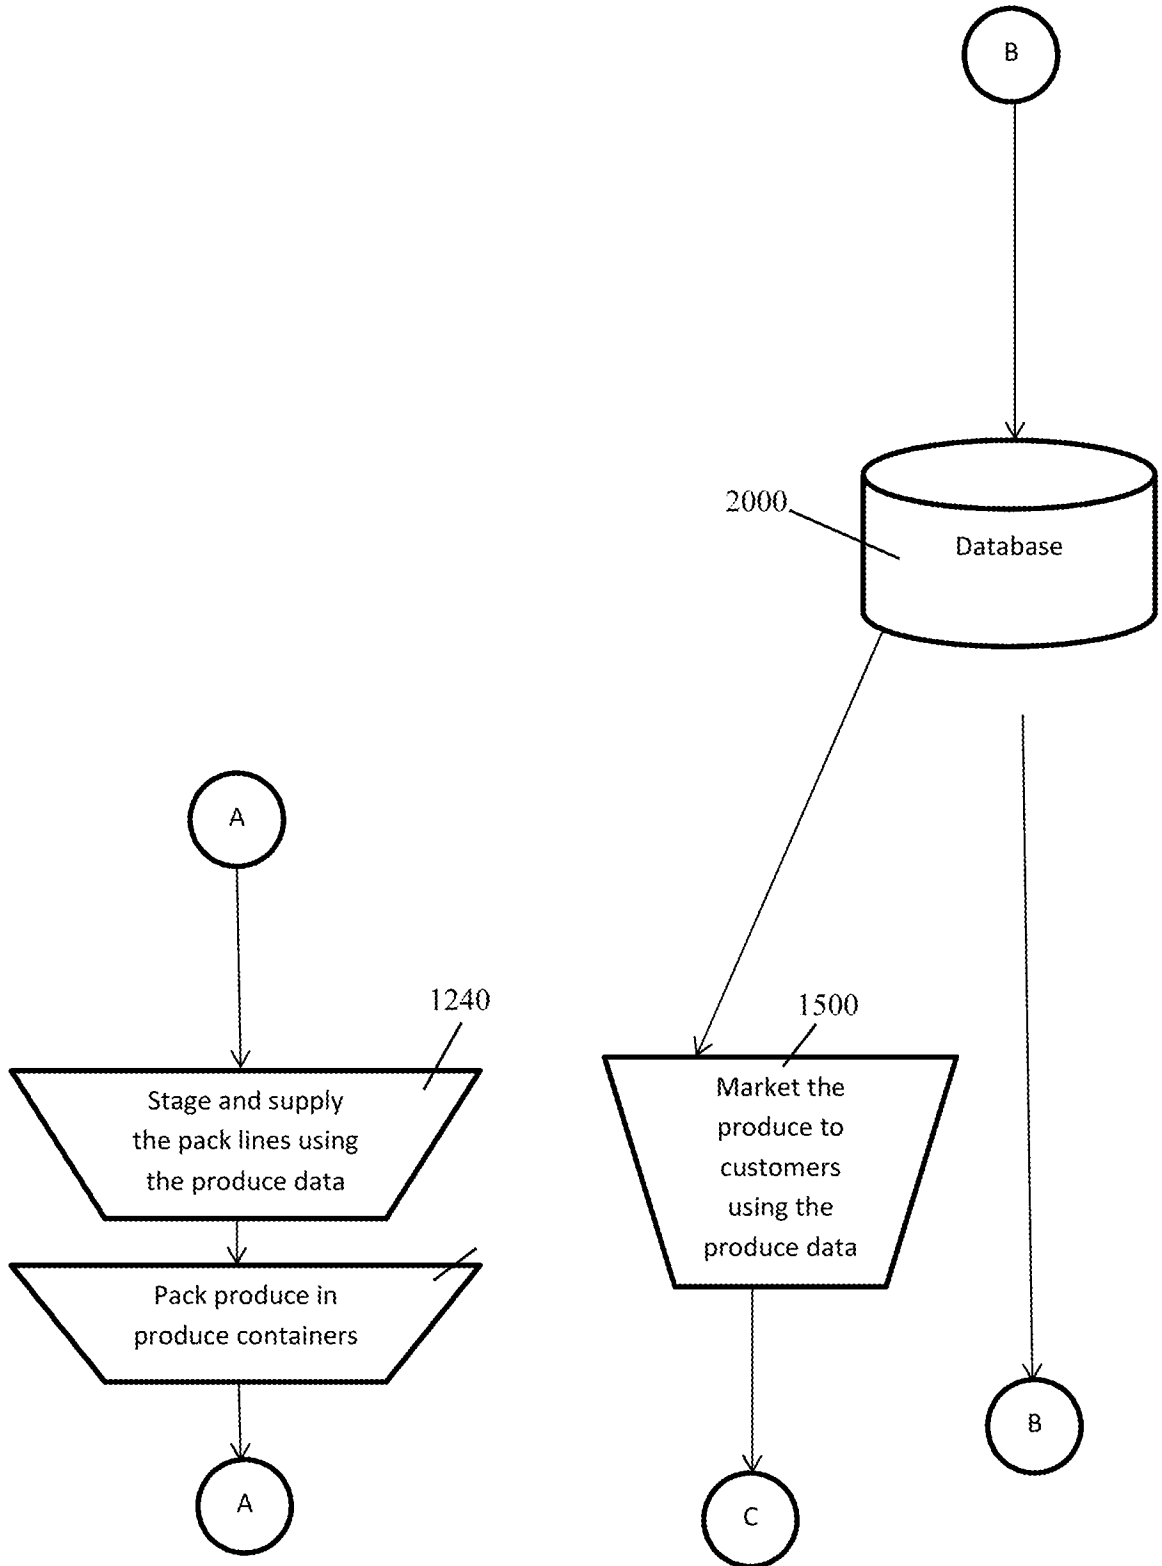 B
2000
Database
A
1240
Stage and supply
the pack lines using
the produce data
1500
Market the
produce to
customers
using the
produce data
Pack produce in
produce containers
B
A
C